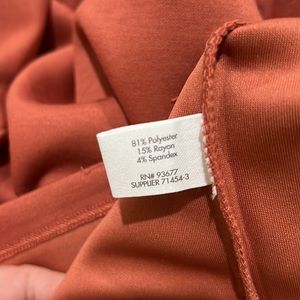 81% Polyester
15% Rayon
4% Spandex
RN# 93677
SUPPLIER 71454-3